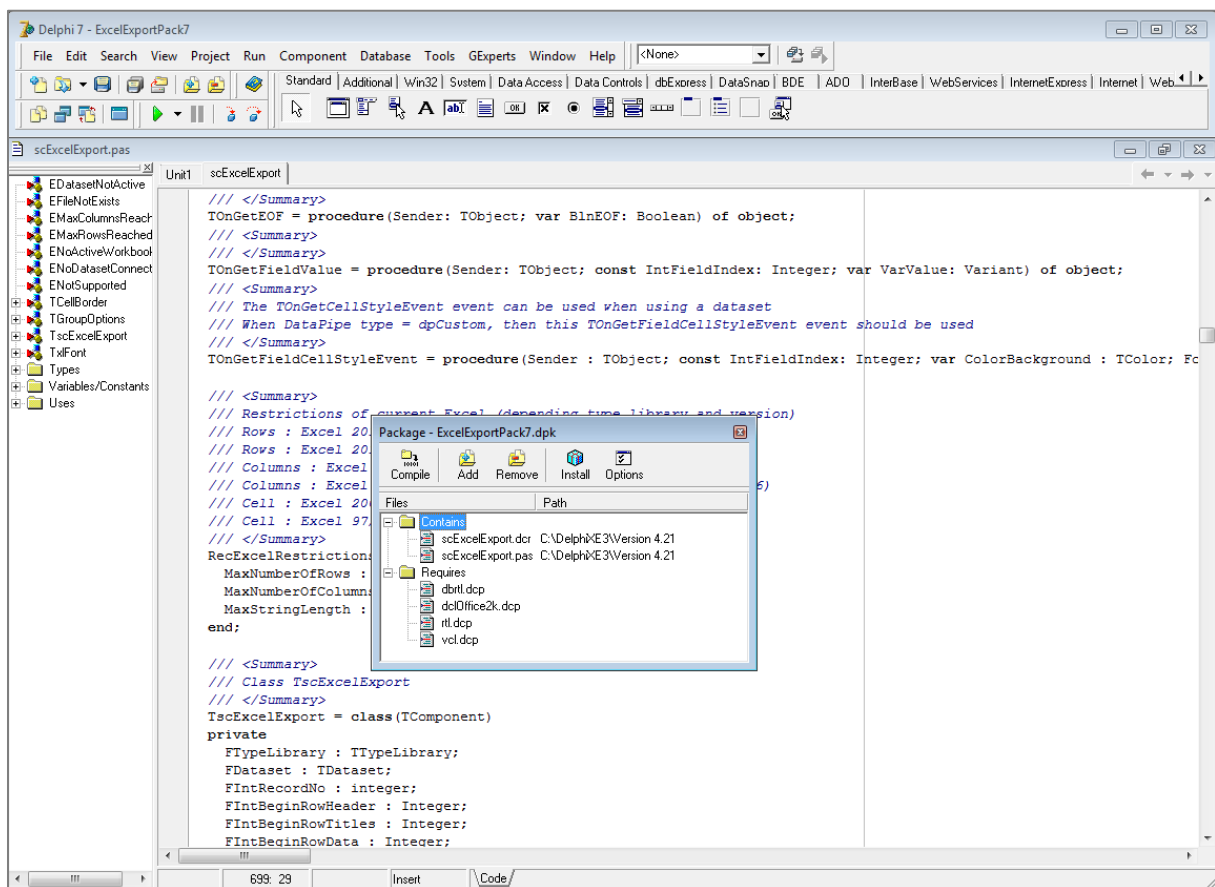 Delphi 7 - ExcelExportPack7
File Edit Search View Project Run Component Database Tools GExperts Window Help <None>
Standard Additional Win32 System Data Access Data Controls dbExpress DataSnap BDE ADO InterBase WebServices InternetExpress Internet Web
scExcelExport.pas
Unit1 scExcelExport
EDatasetNotActive
EFileNotExists
EMaxColumnsReach
EMaxRowsReached
ENoActiveWorkbook
ENoDatasetConnect
ENotSupported
TCellBorder
TGroupOptions
TscExcelExport
TxlFont
Types
Variables/Constants
Uses
/// </Summary>
TOnGetEOF = procedure(Sender: TObject; var BlnEOF: Boolean) of object;
/// <Summary>
/// </Summary>
TOnGetFieldValue = procedure(Sender: TObject; const IntFieldIndex: Integer; var VarValue: Variant) of object;
/// <Summary>
/// The TOnGetCellStyleEvent event can be used when using a dataset
/// When DataPipe type = dpCustom, then this TOnGetFieldCellStyleEvent event should be used
/// </Summary>
TOnGetFieldCellStyleEvent = procedure(Sender : TObject; const IntFieldIndex: Integer; var ColorBackground : TColor; Fo
/// <Summary>
/// Restrictions of current Excel (depending type library and version)
/// Rows : Excel 20
/// Rows : Excel 20
/// Columns : Excel
/// Columns : Excel 6)
/// Cell : Excel 20
/// Cell : Excel 97
/// </Summary>
RecExcelRestrictions
MaxNumberOfRows :
MaxNumberOfColumns
MaxStringLength :
end;
/// <Summary>
/// Class TscExcelExport
/// </Summary>
TscExcelExport = class(TComponent)
private
FTypeLibrary : TTypeLibrary;
FDataset : TDataset;
FIntRecordNo : integer;
FIntBeginRowHeader : Integer;
FIntBeginRowTitles : Integer;
FIntBeginRowData : Integer;
Package - ExcelExportPack7.dpk
Compile Add Remove Install Options
Files Path
Contains
scExcelExport.dcr C:\DelphiXE3\Version 4.21
scExcelExport.pas C:\DelphiXE3\Version 4.21
Requires
dbrtl.dcp
dclOffice2k.dcp
rtl.dcp
vcl.dcp
699: 29 Insert Code